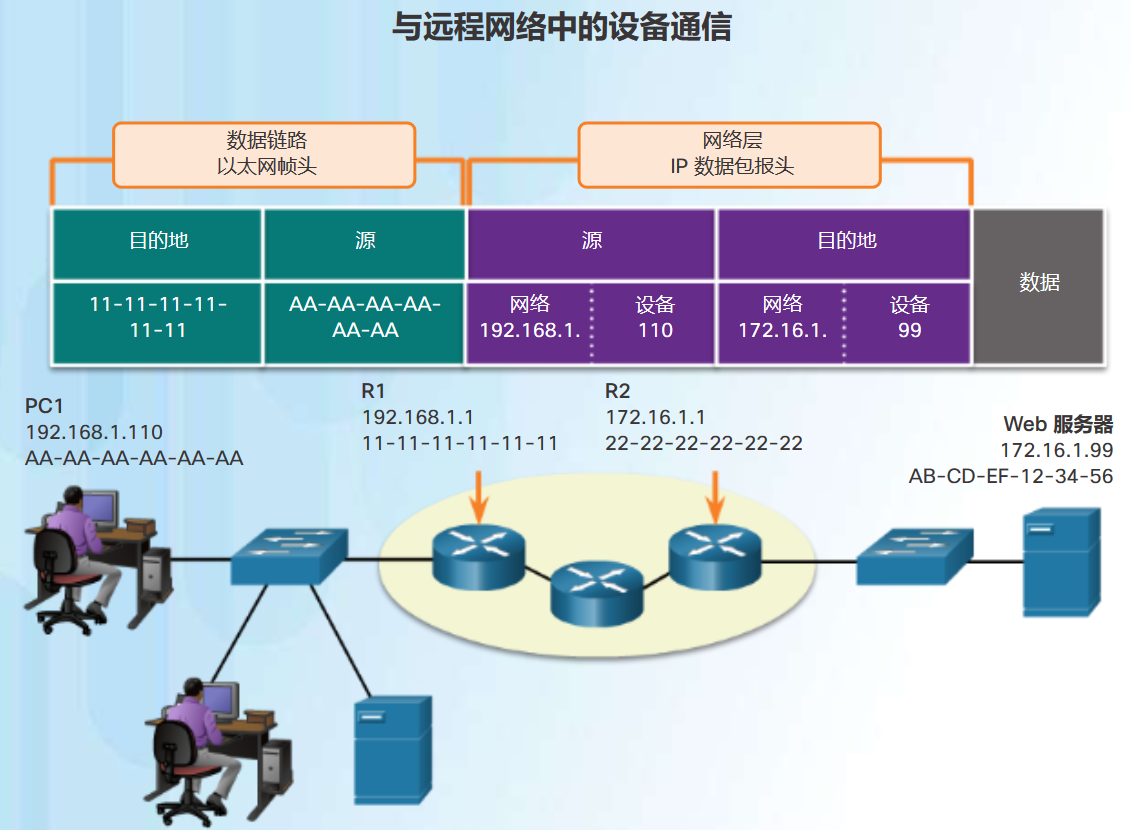 与远程网络中的设备通信
数据链路
以太网帧头
网络层
IP 数据包报头
目的地
源
源
目的地
数据
11-11-11-11-
11-11
AA-AA-AA-AA-
AA-AA
网络
192.168.1.
设备
110
网络
172.16.1.
设备
99
PC1
192.168.1.110
AA-AA-AA-AA-AA-AA
R1
192.168.1.1
11-11-11-11-11-11
R2
172.16.1.1
22-22-22-22-22-22
Web 服务器
172.16.1.99
AB-CD-EF-12-34-56